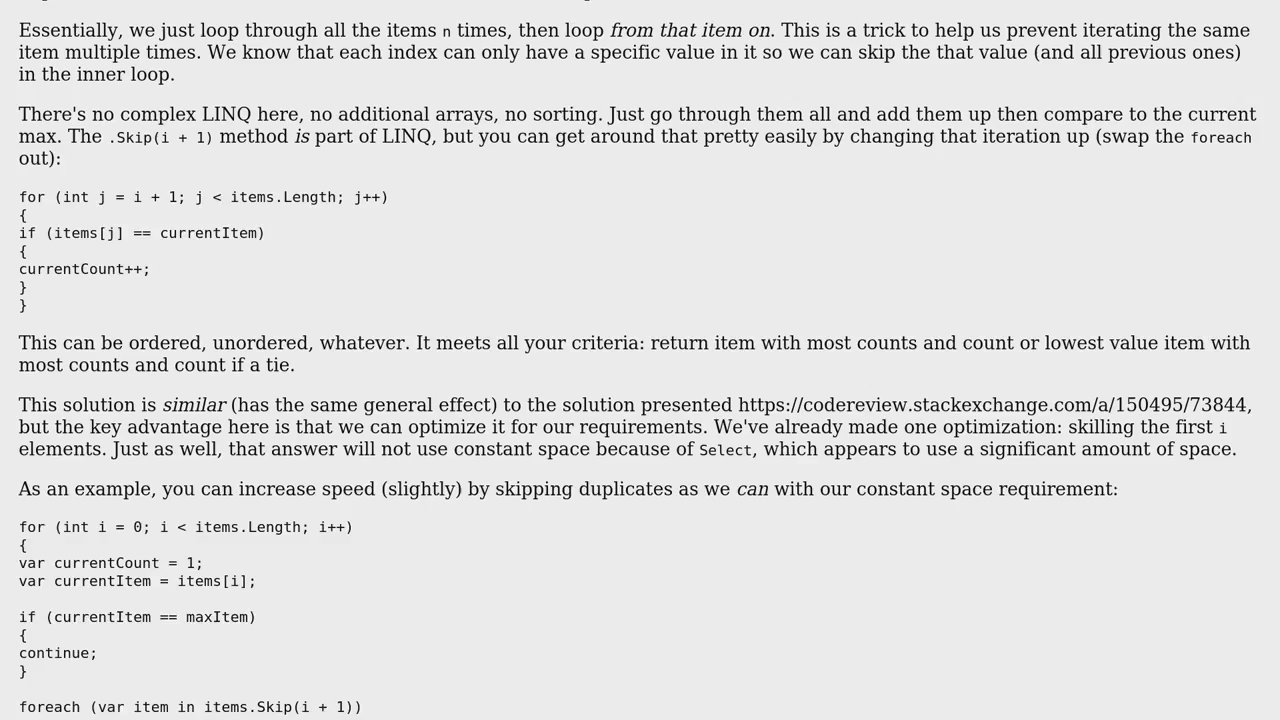 Essentially, we just loop through all the items n times, then loop from that item on. This is a trick to help us prevent iterating the same
item multiple times. We know that each index can only have a specific value in it so we can skip the that value (and all previous ones)
in the inner loop.
There's no complex LINQ here, no additional arrays, no sorting. Just go through them all and add them up then compare to the current
max. The .Skip(i + 1) method is part of LINQ, but you can get around that pretty easily by changing that iteration up (swap the foreach
out):
for (int j = i + 1; j < items.Length; j++)
{
if (items[j] == currentItem)
{
currentCount++;
}
}
This can be ordered, unordered, whatever. It meets all your criteria: return item with most counts and count or lowest value item with
most counts and count if a tie.
This solution is similar (has the same general effect) to the solution presented https://codereview.stackexchange.com/a/150495/73844,
but the key advantage here is that we can optimize it for our requirements. We've already made one optimization: skilling the first i
elements. Just as well, that answer will not use constant space because of Select, which appears to use a significant amount of space.
As an example, you can increase speed (slightly) by skipping duplicates as we can with our constant space requirement:
for (int i = 0; i < items.Length; i++)
{
var currentCount = 1;
var currentItem = items[i];
if (currentItem == maxItem)
{
continue;
}
foreach (var item in items.Skip(i + 1))